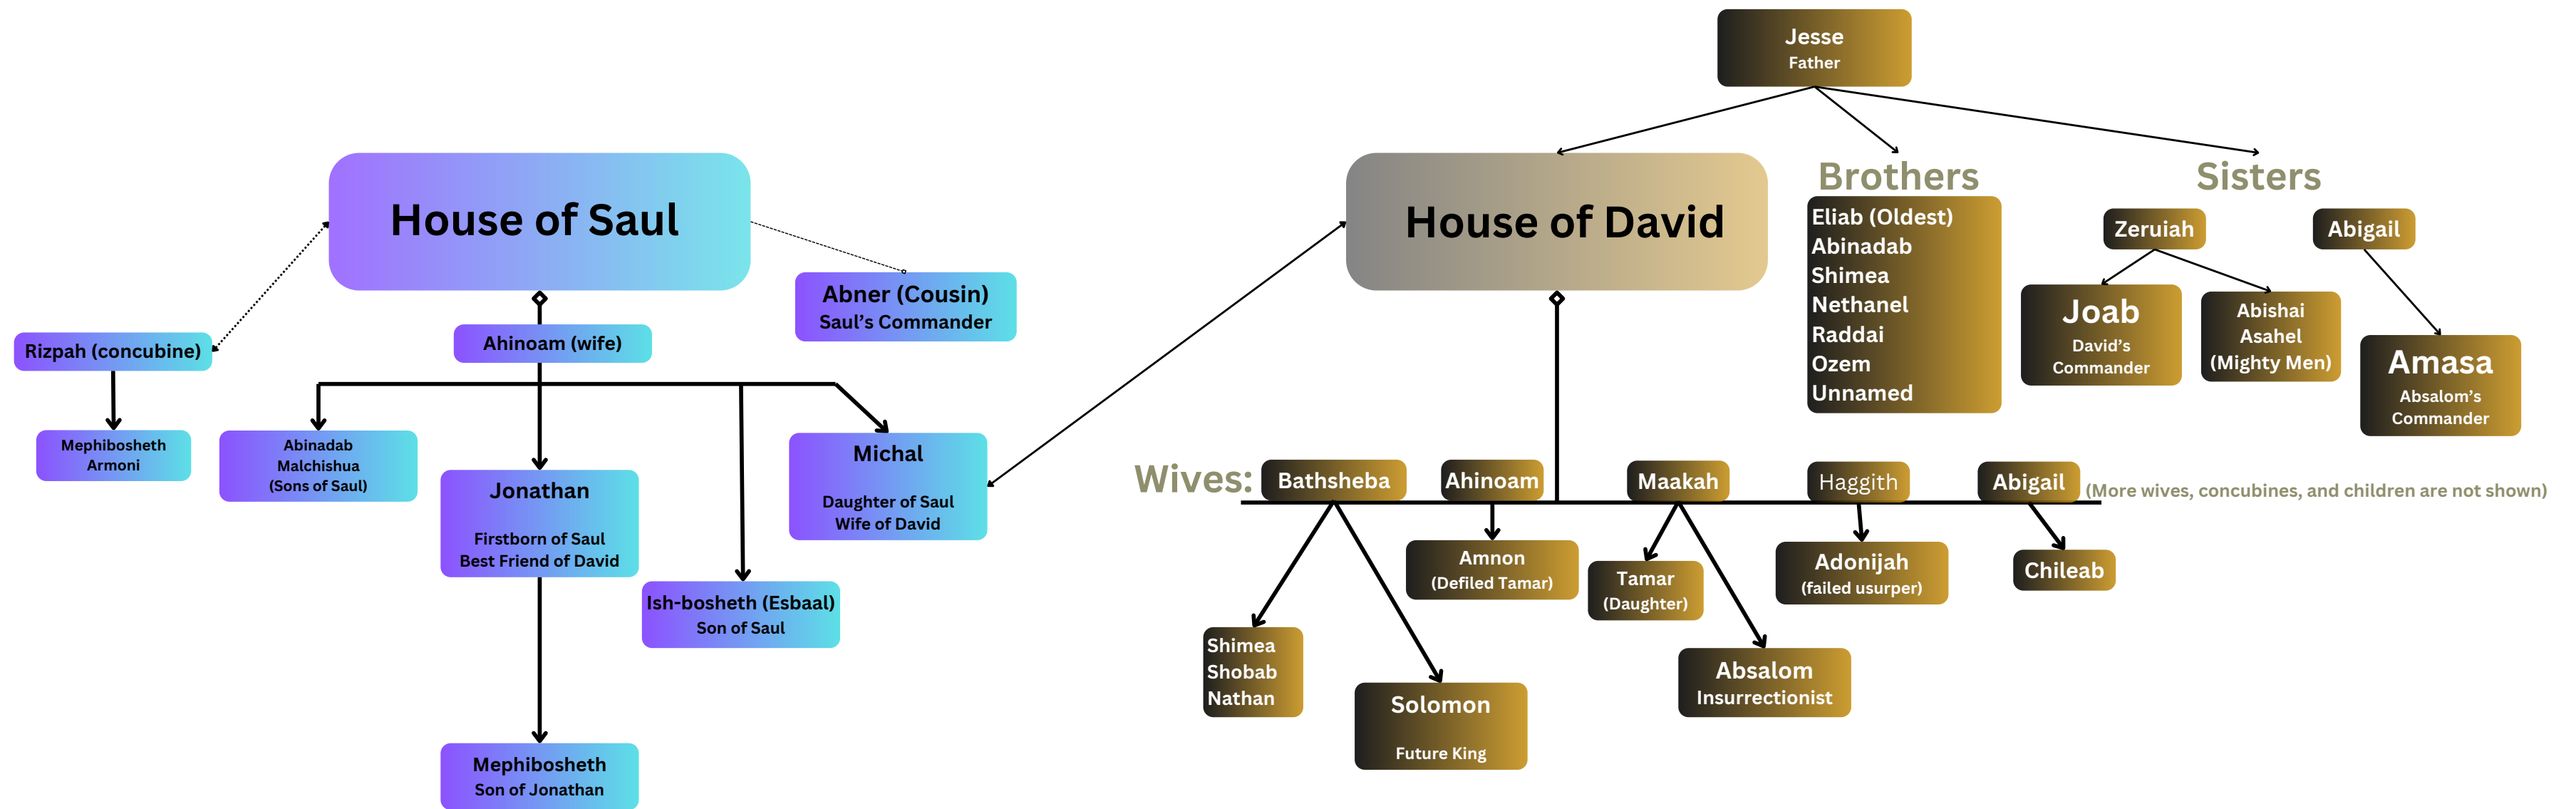 Jesse
Father
House of Saul
House of David
Brothers
Eliab (Oldest)
Abinadab
Shimea
Nethanel
Raddai
Ozem
Unnamed
Sisters
Zeruiah
Abigail
Joab
David's
Commander
Abishai
Asahel
(Mighty Men)
Amasa
Absalom's
Commander
Abner (Cousin)
Saul's Commander
Rizpah (concubine)
Ahinoam (wife)
Mephibosheth
Armoni
Abinadab
Malchishua
(Sons of Saul)
Jonathan
Firstborn of Saul
Best Friend of David
Ish-bosheth (Esbaal)
Son of Saul
Michal
Daughter of Saul
Wife of David
Mephibosheth
Son of Jonathan
Wives:
Bathsheba
Ahinoam
Maakah
Haggith
Abigail
(More wives, concubines, and children are not shown)
Shimea
Shobab
Nathan
Solomon
Future King
Amnon
(Defiled Tamar)
Tamar
(Daughter)
Absalom
Insurrectionist
Adonijah
(failed usurper)
Chileab